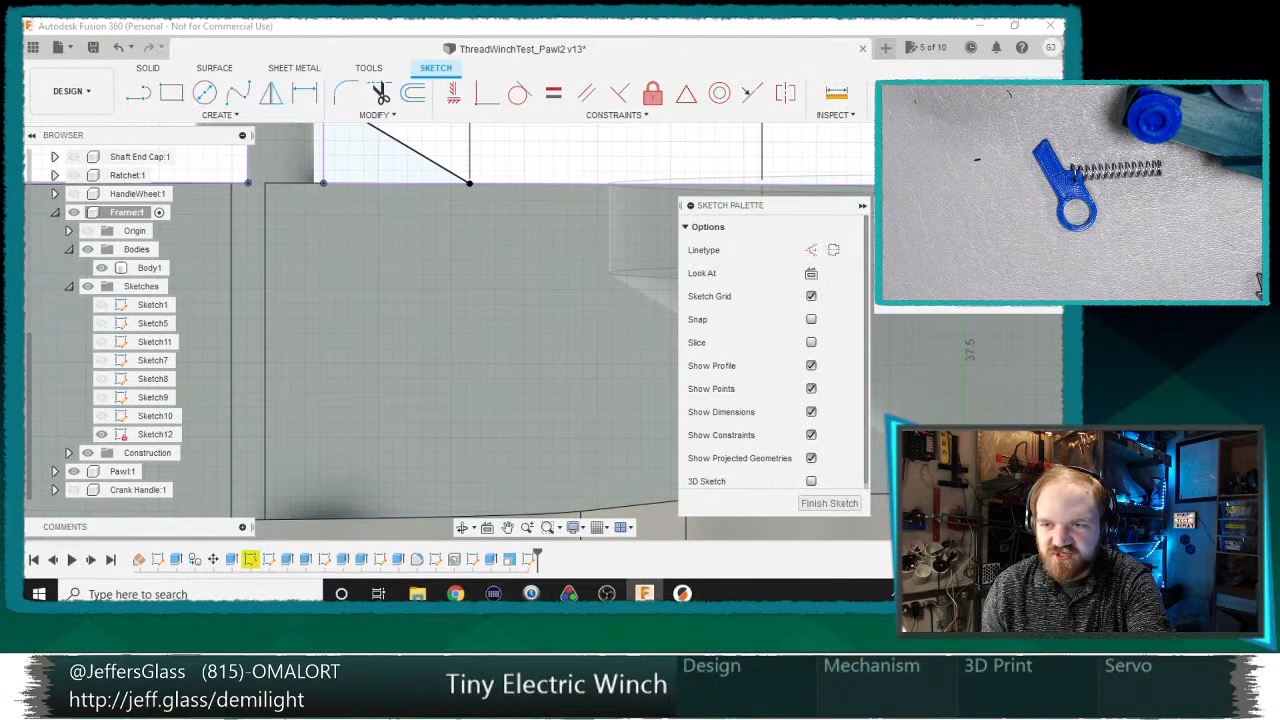 Autodesk Fusion 360 (Personal - Not for Commercial Use)
ThreadWinchTest_Pawl2 v13*
5 of 10
GJ
SOLID
SURFACE
SHEET METAL
TOOLS
SKETCH
DESIGN
CREATE
MODIFY
CONSTRAINTS
INSPECT
BROWSER
Shaft End Cap:1
Ratchet:1
HandleWheel:1
Frame:1
Origin
Bodies
Body1
Sketches
Sketch1
Sketch5
Sketch11
Sketch7
Sketch8
Sketch9
Sketch10
Sketch12
Construction
Pawl:1
Crank Handle:1
COMMENTS
SKETCH PALETTE
Options
Linetype
Look At
Sketch Grid
Snap
Slice
Show Profile
Show Points
Show Dimensions
Show Constraints
Show Projected Geometries
3D Sketch
Finish Sketch
37.5
Type here to search
@JeffersGlass (815)-OMALORT
http://jeff.glass/demilight
Tiny Electric Winch
Design
Mechanism
3D Print
Servo